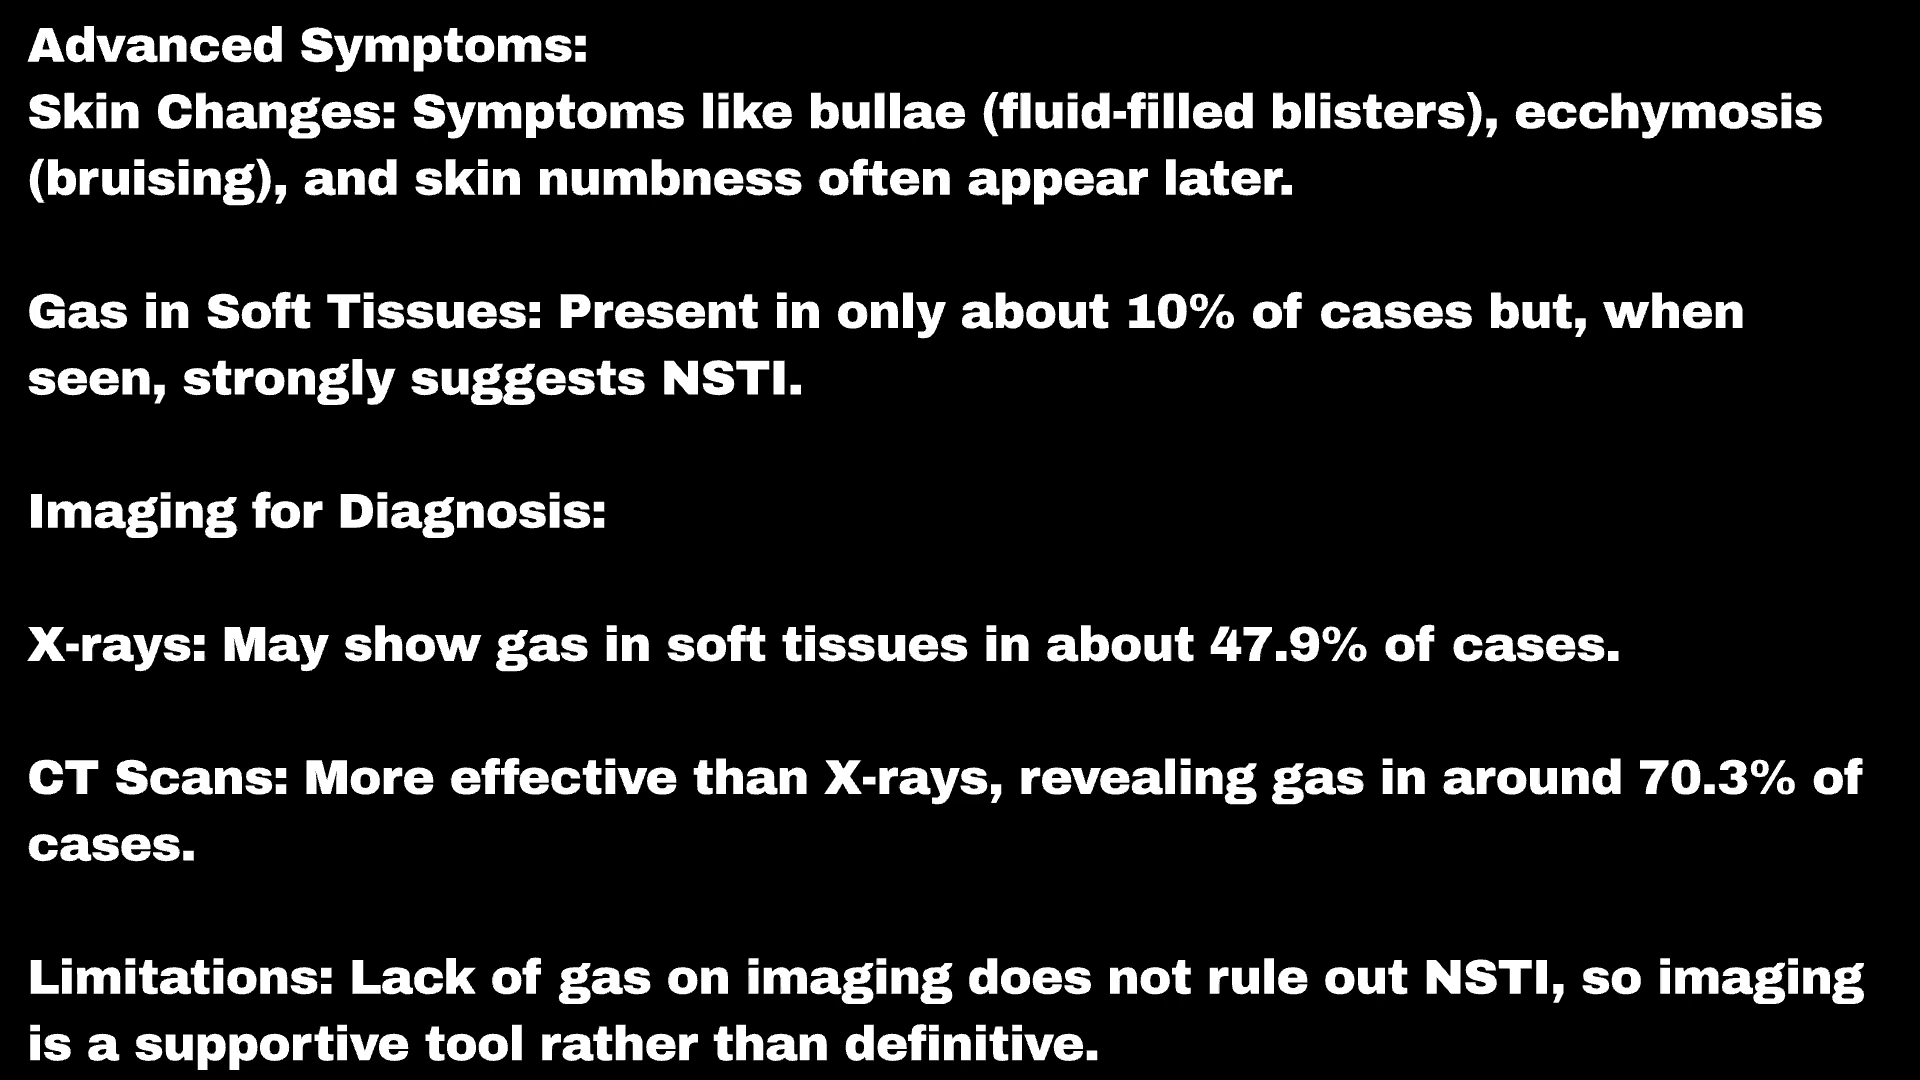 Advanced Symptoms:
Skin Changes: Symptoms like bullae (fluid-filled blisters), ecchymosis
(bruising), and skin numbness often appear later.
Gas in Soft Tissues: Present in only about 10% of cases but, when
seen, strongly suggests NSTI.
Imaging for Diagnosis:
X-rays: May show gas in soft tissues in about 47.9% of cases.
CT Scans: More effective than X-rays, revealing gas in around 70.3% of
cases.
Limitations: Lack of gas on imaging does not rule out NSTI, so imaging
is a supportive tool rather than definitive.